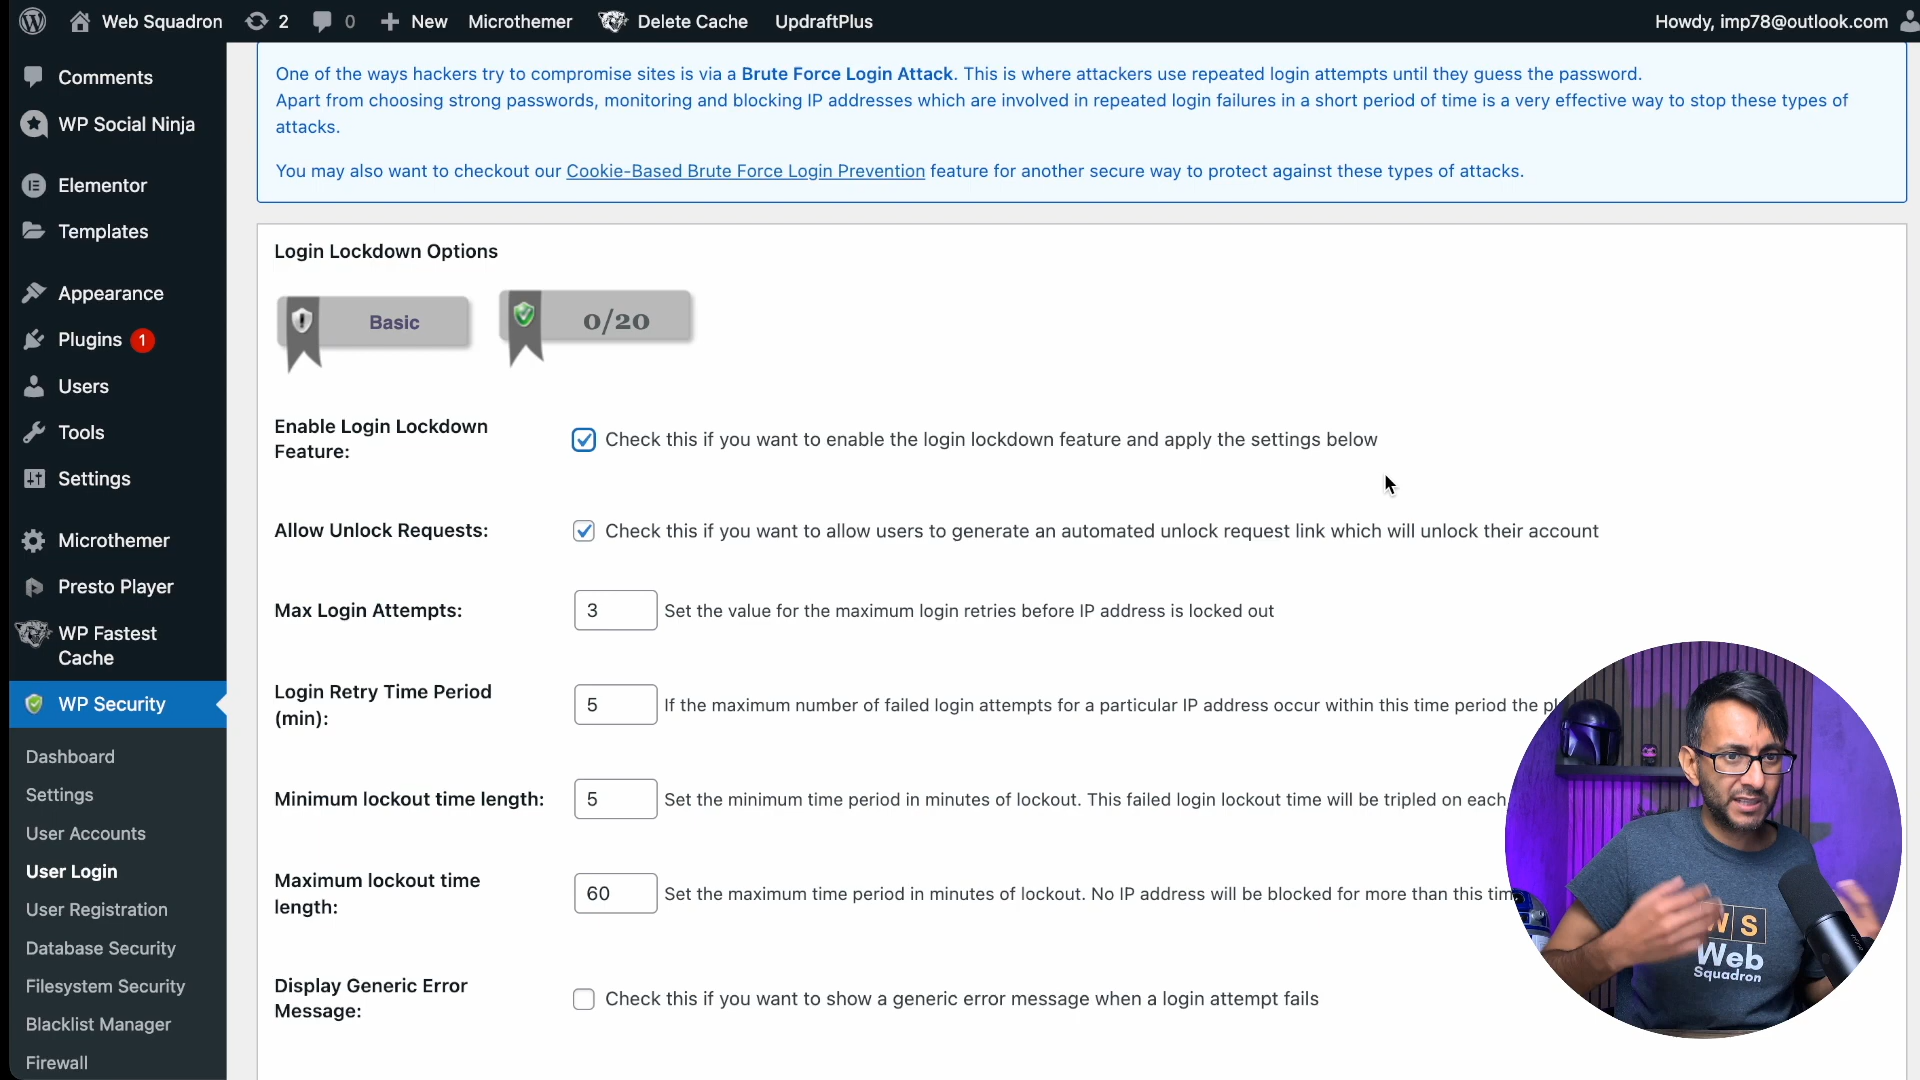 Web Squadron 2 0 New Microthemer Delete Cache UpdraftPlus Howdy, imp78@outlook.com
Comments
WP Social Ninja
Elementor
Templates
Appearance
Plugins 1
Users
Tools
Settings
Microthemer
Presto Player
WP Fastest
Cache
WP Security
Dashboard
Settings
User Accounts
User Login
User Registration
Database Security
Filesystem Security
Blacklist Manager
Firewall
One of the ways hackers try to compromise sites is via a Brute Force Login Attack. This is where attackers use repeated login attempts until they guess the password.
Apart from choosing strong passwords, monitoring and blocking IP addresses which are involved in repeated login failures in a short period of time is a very effective way to stop these types of
attacks.
You may also want to checkout our Cookie-Based Brute Force Login Prevention feature for another secure way to protect against these types of attacks.
Login Lockdown Options
Basic 0/20
Enable Login Lockdown
Feature:
Check this if you want to enable the login lockdown feature and apply the settings below
Allow Unlock Requests: Check this if you want to allow users to generate an automated unlock request link which will unlock their account
Max Login Attempts: 3 Set the value for the maximum login retries before IP address is locked out
Login Retry Time Period
(min):
5 If the maximum number of failed login attempts for a particular IP address occur within this time period the
Minimum lockout time length: 5 Set the minimum time period in minutes of lockout. This failed login lockout time will be tripled on each
Maximum lockout time
length:
60 Set the maximum time period in minutes of lockout. No IP address will be blocked for more than this
Display Generic Error
Message:
Check this if you want to show a generic error message when a login attempt fails
W S
Web
Squadron